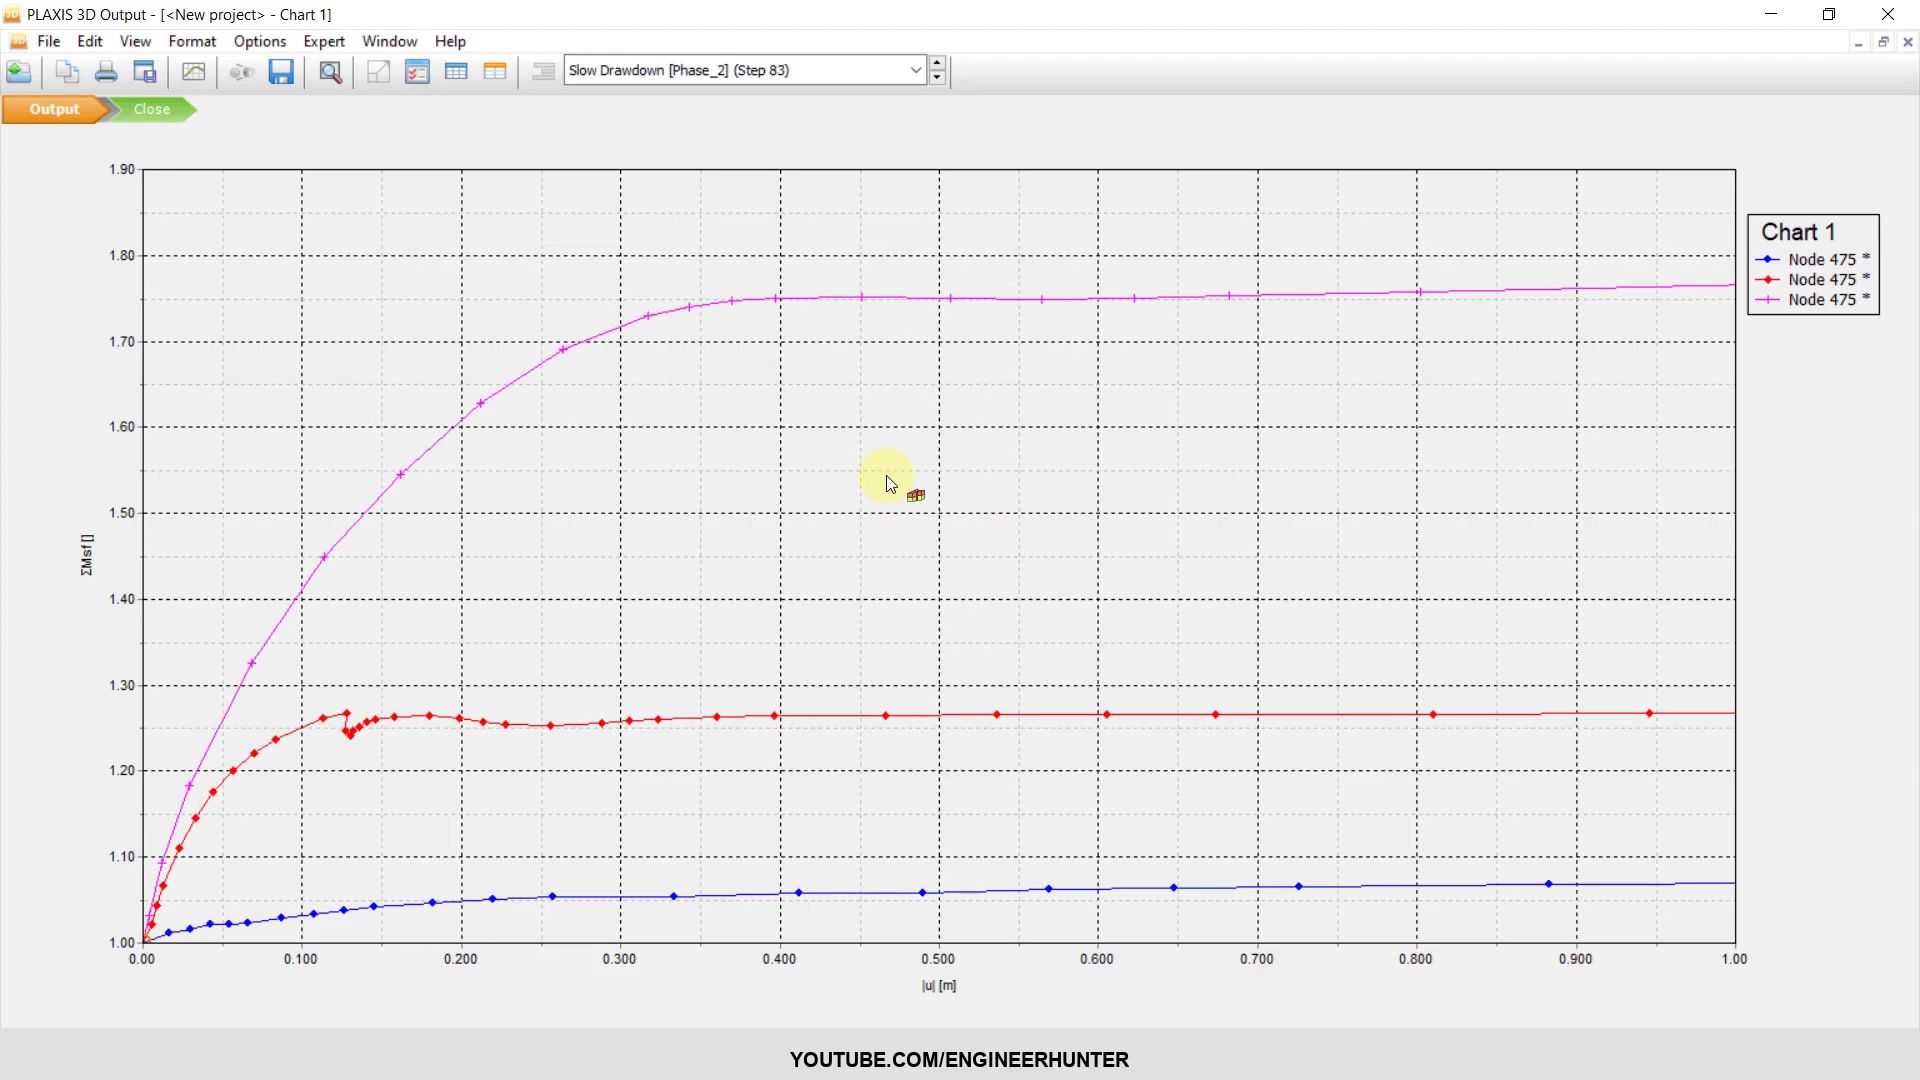 PLAXIS 3D Output - [<New project> - Chart 1]
File Edit View Format Options Expert Window Help
Slow Drawdown [Phase_2] (Step 83)
Output Close
1.90
1.80
1.70
1.60
1.50
1.40
1.30
1.20
1.10
1.00
ΣMsf []
0.00 0.100 0.200 0.300 0.400 0.500 0.600 0.700 0.800 0.900 1.00
|u| [m]
Chart 1
Node 475 *
Node 475 *
Node 475 *
YOUTUBE.COM/ENGINEERHUNTER